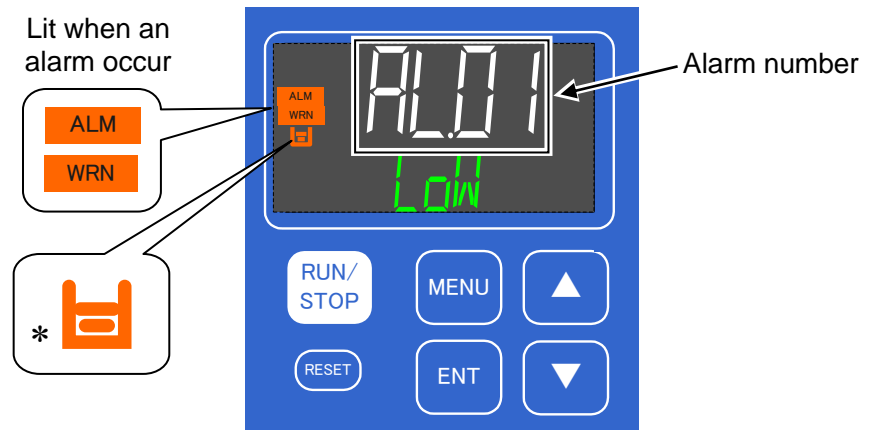 Lit when an
alarm occur
ALM
WRN
*
ALM
WRN
AL.01
LoW
Alarm number
RUN/
STOP
MENU
RESET
ENT